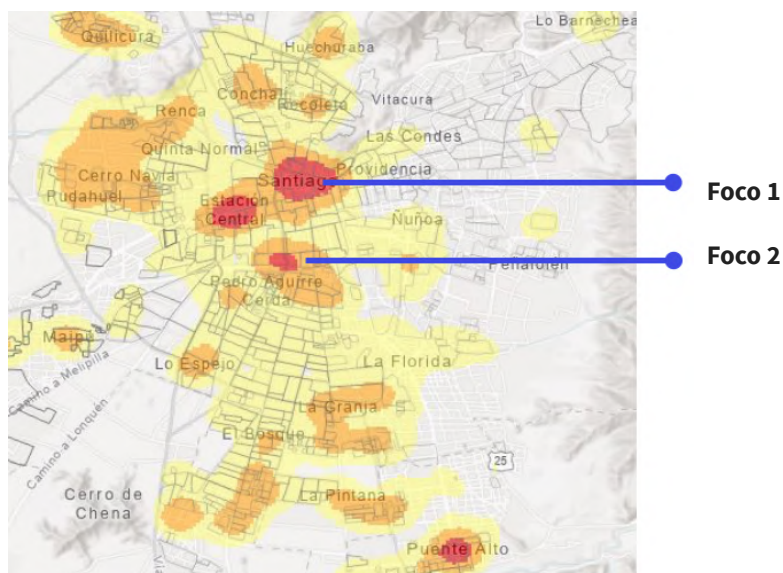 Lo Barnechea
Quilicura
Huechuraba
Conchalí
Recoleta
Vitacura
Renca
Las Condes
Quinta Normal
Providencia
Cerro Navia
Santiag
Foco 1
Pudahuel
Estación
Central
Ñuñoa
Foco 2
Peñalolén
Pedro Aguirre
Cerda
Maipú
Lo Espejo
La Florida
Camino a Melipilla
La Granja
Camino a Lonquén
El Bosque
25
Cerro de
Chena
La Pintana
Puente Alto